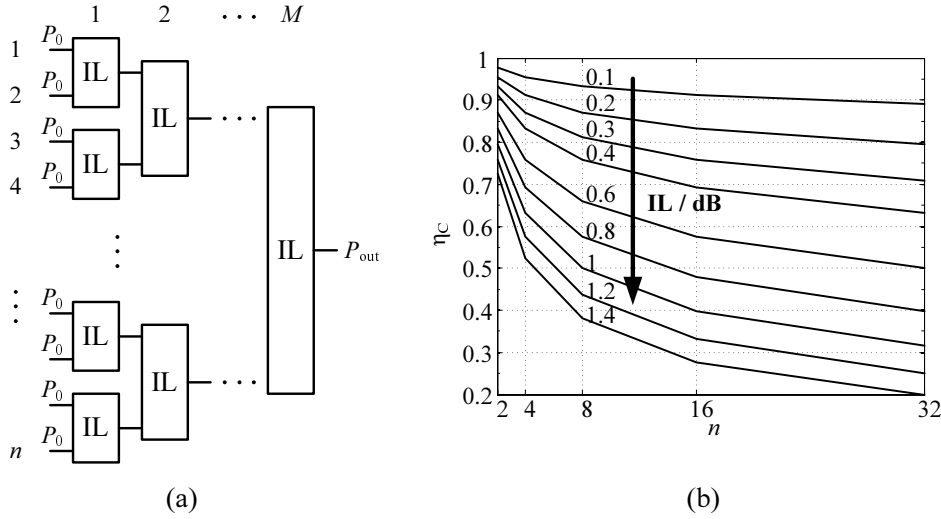 1 2 · · · M
1 P0
IL
2 P0
IL
3 P0
IL
4 P0
· · ·
· · ·
IL
Pout
· · ·
· · ·
P0
IL
P0
IL
· · ·
P0
IL
n P0
(a)
1
0.9
0.8
0.7
0.6
0.5
0.4
0.3
0.2
ηC
0.1
0.2
0.3
0.4
0.6
0.8
1
1.2
1.4
IL / dB
2 4 8 16 32
n
(b)